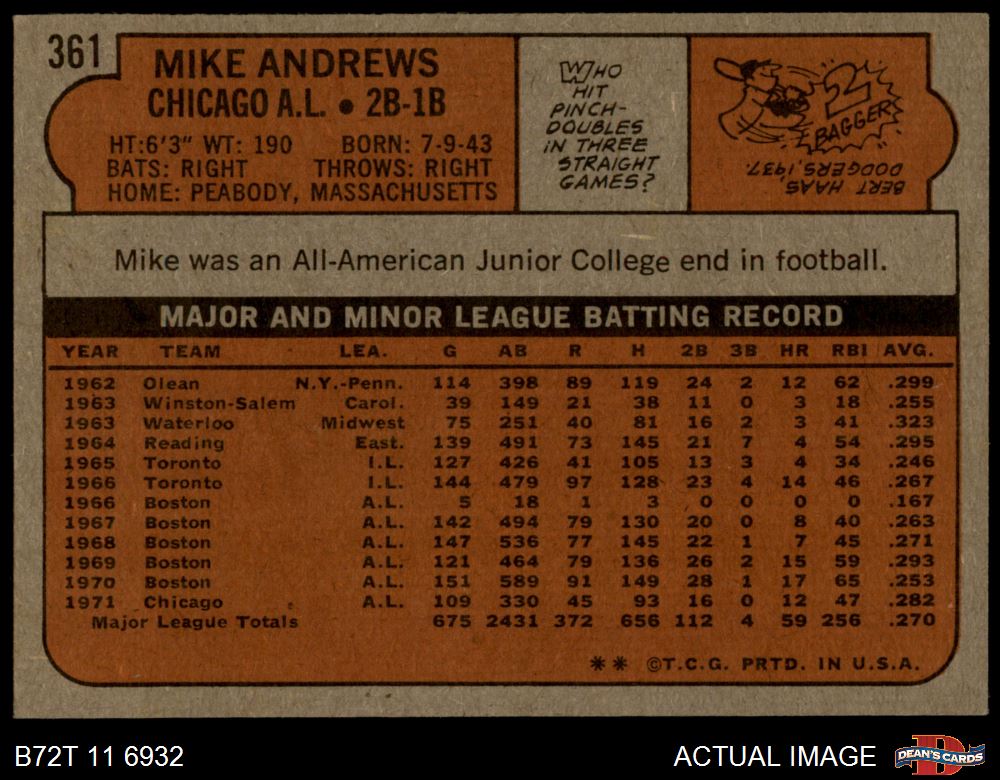 361
MIKE ANDREWS
CHICAGO A.L. • 2B-1B
HT:6'3" WT: 190 BORN: 7-9-43
BATS: RIGHT THROWS: RIGHT
HOME: PEABODY, MASSACHUSETTS
WHO
HIT
PINCH-
DOUBLES
IN THREE
STRAIGHT
GAMES?
2
BAGGER
BERT HAAS,
DODGERS, 1937.
Mike was an All-American Junior College end in football.
MAJOR AND MINOR LEAGUE BATTING RECORD
YEAR TEAM LEA. G AB R H 2B 3B HR RBI AVG.
1962 Olean N.Y.-Penn. 114 398 89 119 24 2 12 62 .299
1963 Winston-Salem Carol. 39 149 21 38 11 0 3 18 .255
1963 Waterloo Midwest 75 251 40 81 16 2 3 41 .323
1964 Reading East. 139 491 73 145 21 7 4 54 .295
1965 Toronto I.L. 127 426 41 105 13 3 4 34 .246
1966 Toronto I.L. 144 479 97 128 23 4 14 46 .267
1966 Boston A.L. 5 18 1 3 0 0 0 0 .167
1967 Boston A.L. 142 494 79 130 20 0 8 40 .263
1968 Boston A.L. 147 536 77 145 22 1 7 45 .271
1969 Boston A.L. 121 464 79 136 26 2 15 59 .293
1970 Boston A.L. 151 589 91 149 28 1 17 65 .253
1971 Chicago A.L. 109 330 45 93 16 0 12 47 .282
Major League Totals 675 2431 372 656 112 4 59 256 .270
** ©T.C.G. PRTD. IN U.S.A.
B72T 11 6932
ACTUAL IMAGE
D
DEAN'S CARDS